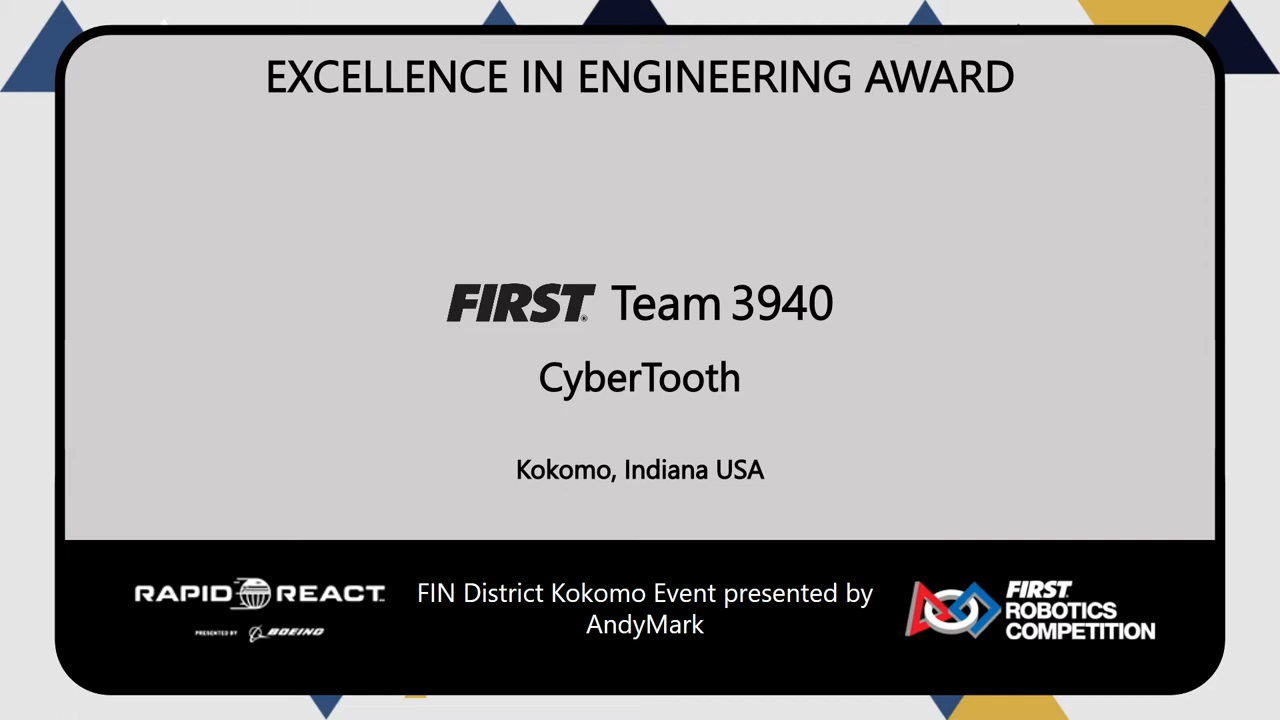 EXCELLENCE IN ENGINEERING AWARD
FIRST® Team 3940
CyberTooth
Kokomo, Indiana USA
RAPID REACT
PRESENTED BY BOEING
FIN District Kokomo Event presented by
AndyMark
FIRST
ROBOTICS
COMPETITION